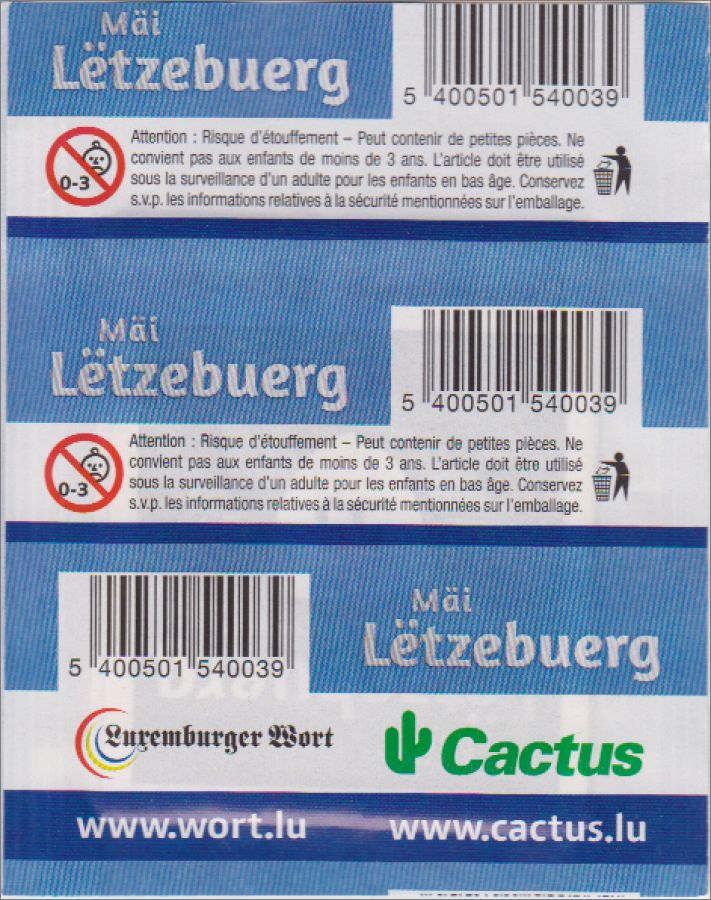 Mäi
Lëtzebuerg
5 400501 540039
Attention : Risque d'étouffement – Peut contenir de petites pièces. Ne
convient pas aux enfants de moins de 3 ans. L'article doit être utilisé
sous la surveillance d'un adulte pour les enfants en bas âge. Conservez
s.v.p. les informations relatives à la sécurité mentionnées sur l'emballage.
0-3
Mäi
Lëtzebuerg
5 400501 540039
Attention : Risque d'étouffement – Peut contenir de petites pièces. Ne
convient pas aux enfants de moins de 3 ans. L'article doit être utilisé
sous la surveillance d'un adulte pour les enfants en bas âge. Conservez
s.v.p. les informations relatives à la sécurité mentionnées sur l'emballage.
0-3
5 400501 540039
Mäi
Lëtzebuerg
Luxemburger Wort
Cactus
www.wort.lu
www.cactus.lu